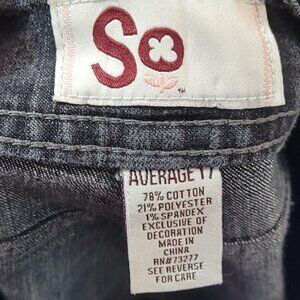 So
TM
AVERAGE 17
78% COTTON
21% POLYESTER
1% SPANDEX
EXCLUSIVE OF
DECORATION
MADE IN
CHINA
RN#73277
SEE REVERSE
FOR CARE